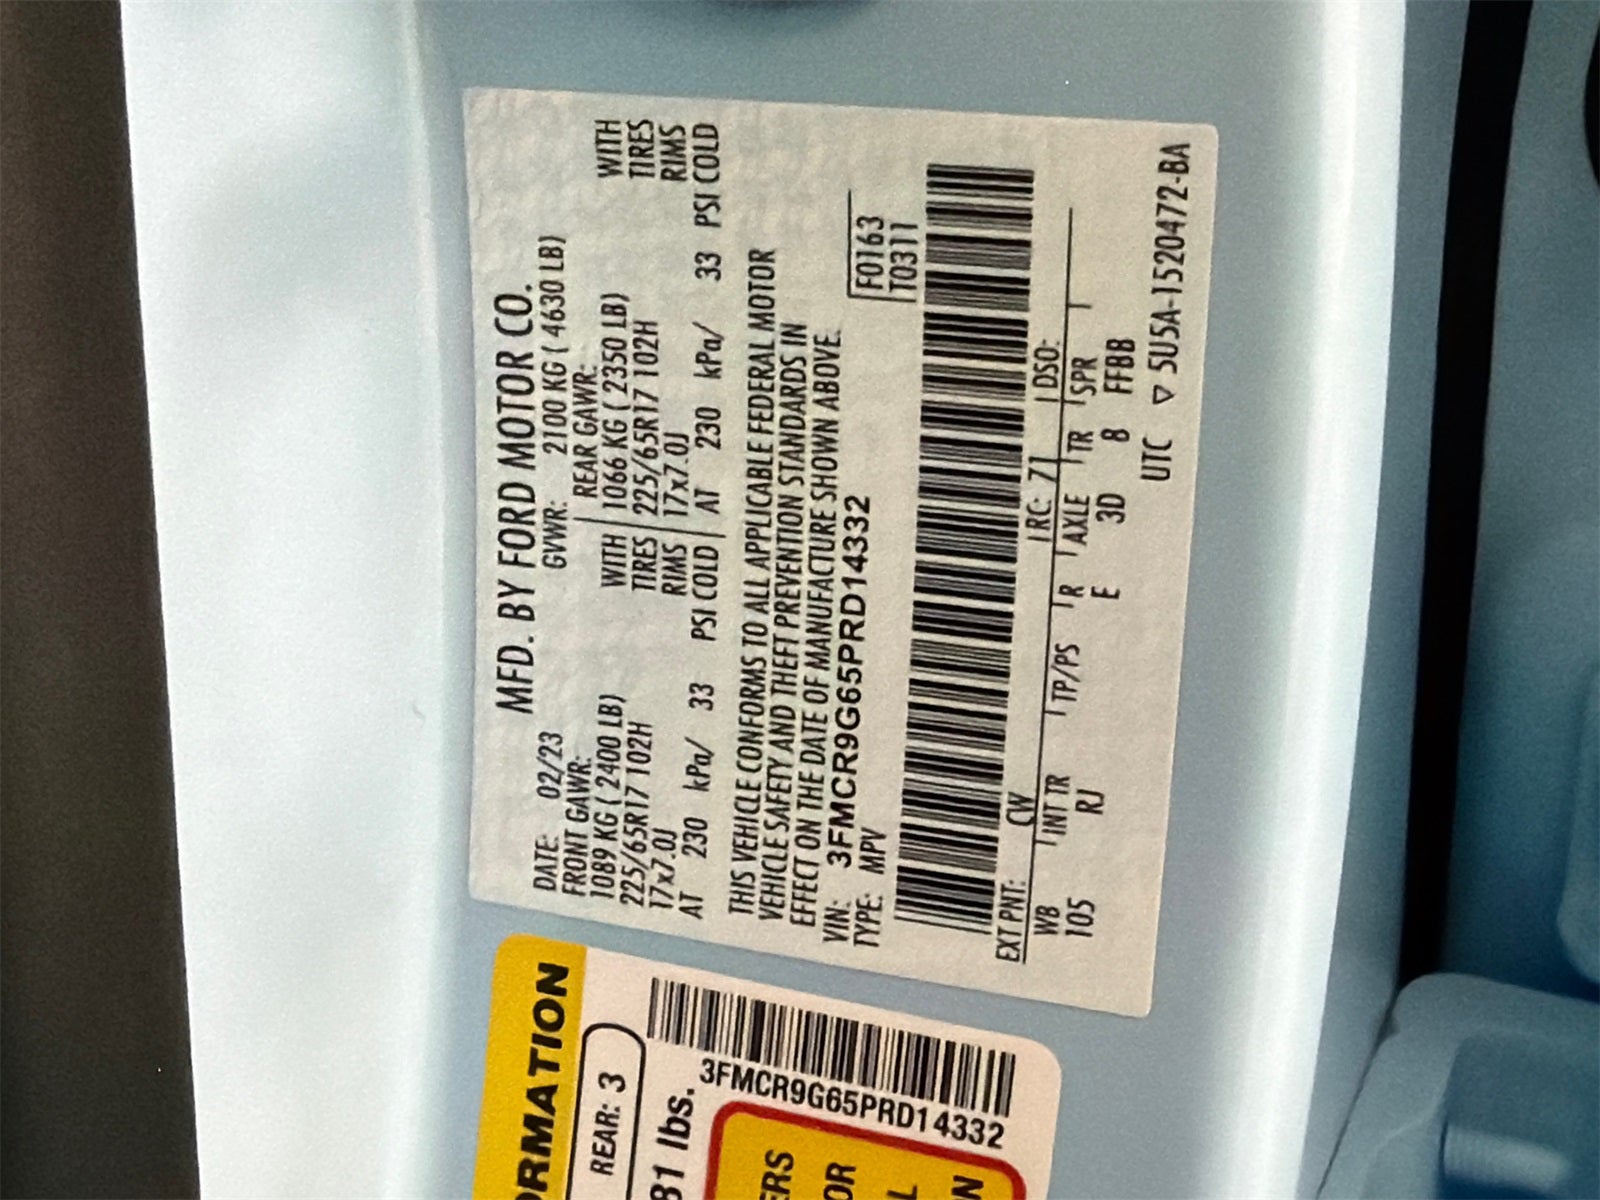 MFD. BY FORD MOTOR CO.
DATE: 02/23 GVWR: 2100 KG ( 4630 LB)
FRONT GAWR: REAR GAWR:
1089 KG ( 2400 LB) WITH 1066 KG ( 2350 LB) WITH
225/65R17 102H TIRES 225/65R17 102H TIRES
17x7.0J RIMS 17x7.0J RIMS
AT 230 kPa/ 33 PSI COLD AT 230 kPa/ 33 PSI COLD
THIS VEHICLE CONFORMS TO ALL APPLICABLE FEDERAL MOTOR
VEHICLE SAFETY AND THEFT PREVENTION STANDARDS IN
EFFECT ON THE DATE OF MANUFACTURE SHOWN ABOVE.
VIN: 3FMCR9G65PRD14332 F0163
TYPE: MPV T0311
EXT PNT: CW RC: 71 DSO:
WB INT TR TP/PS R AXLE TR SPR
105 RJ E 3D 8 FFBB
UTC ▽ 5U5A-1520472-BA
ORMATION
REAR: 3
81 lbs.
3FMCR9G65PRD14332
ERS
OR
L
N